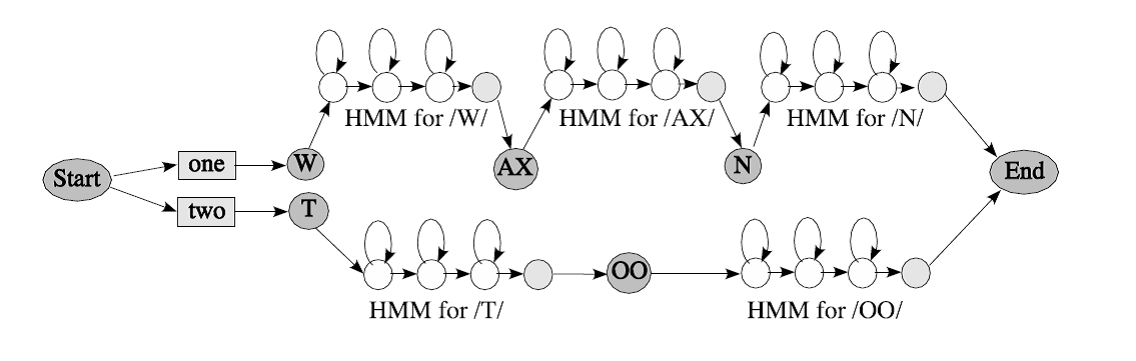 HMM for /W/
HMM for /AX/
HMM for /N/
one
W
AX
N
End
Start
two
T
OO
HMM for /T/
HMM for /OO/